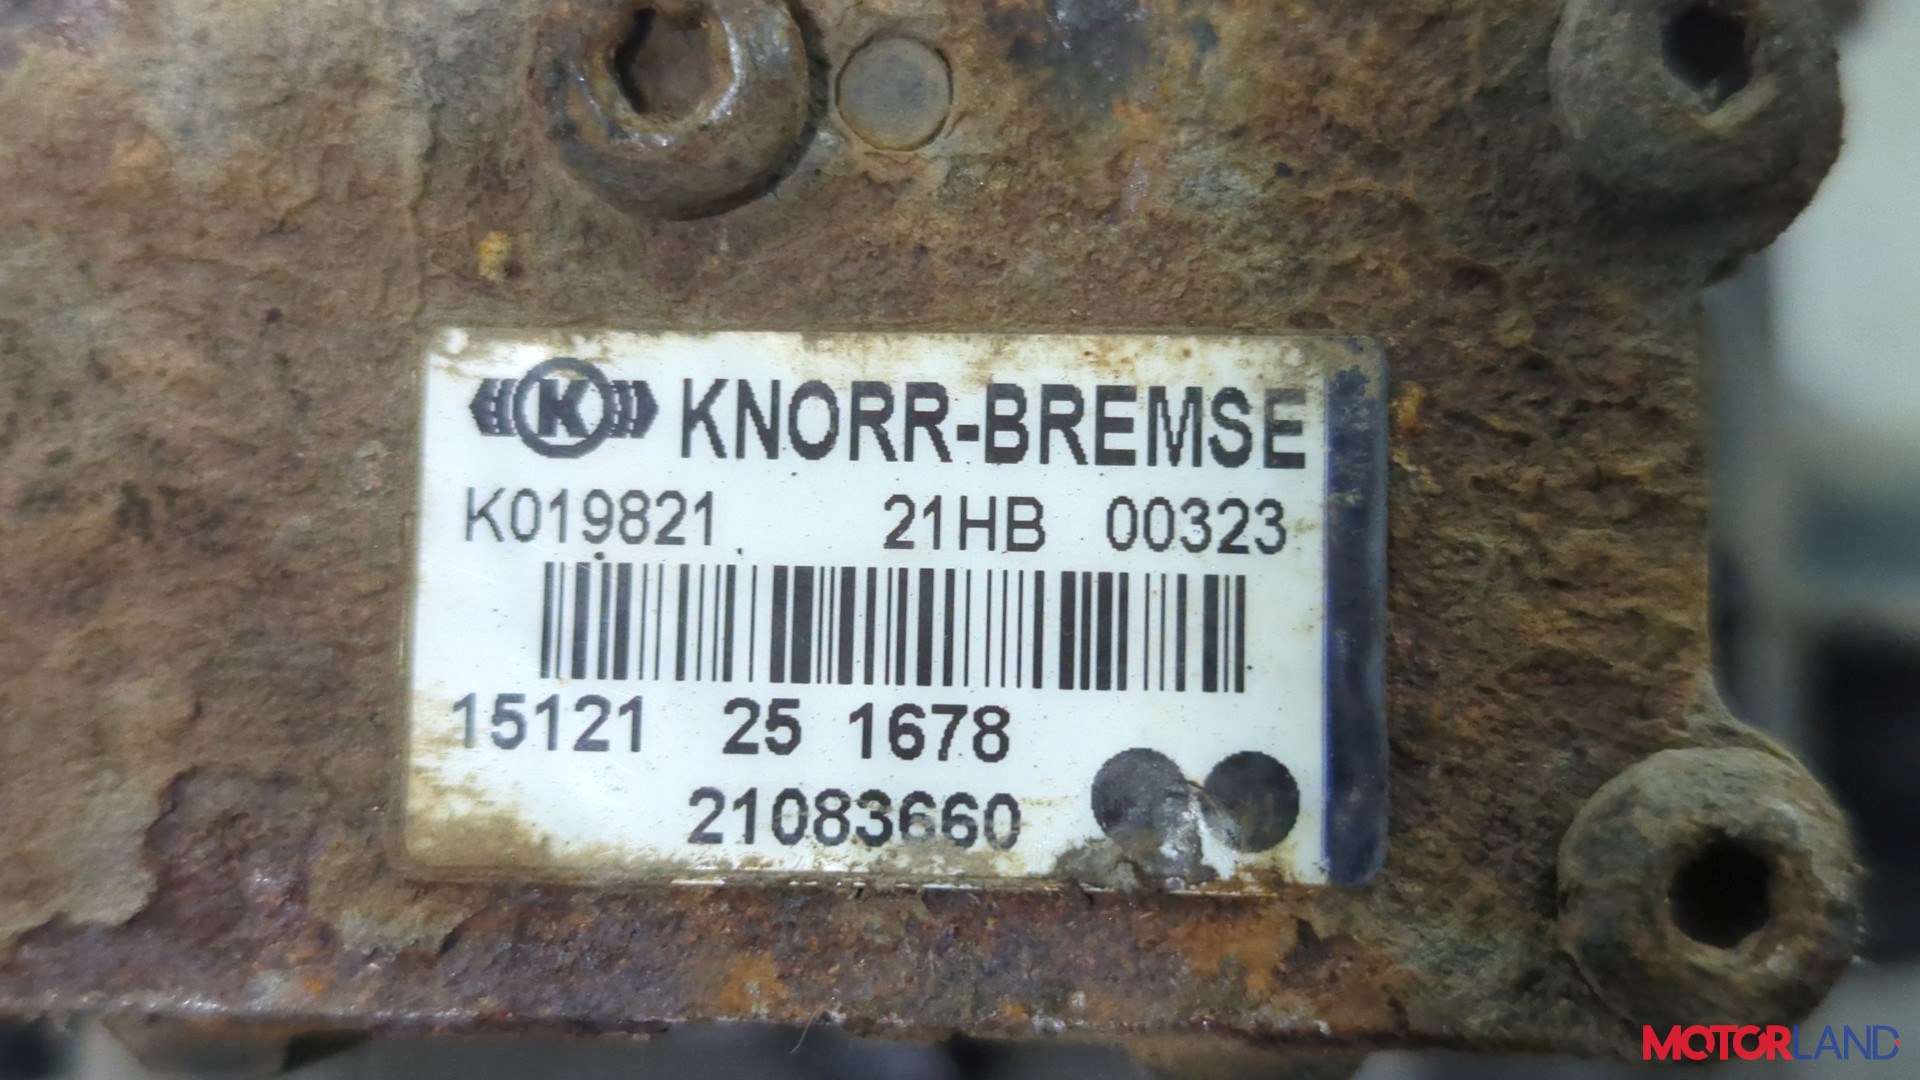 K KNORR-BREMSE
K019821 21HB 00323
15121 25 1678
21083660
MOTORLAND